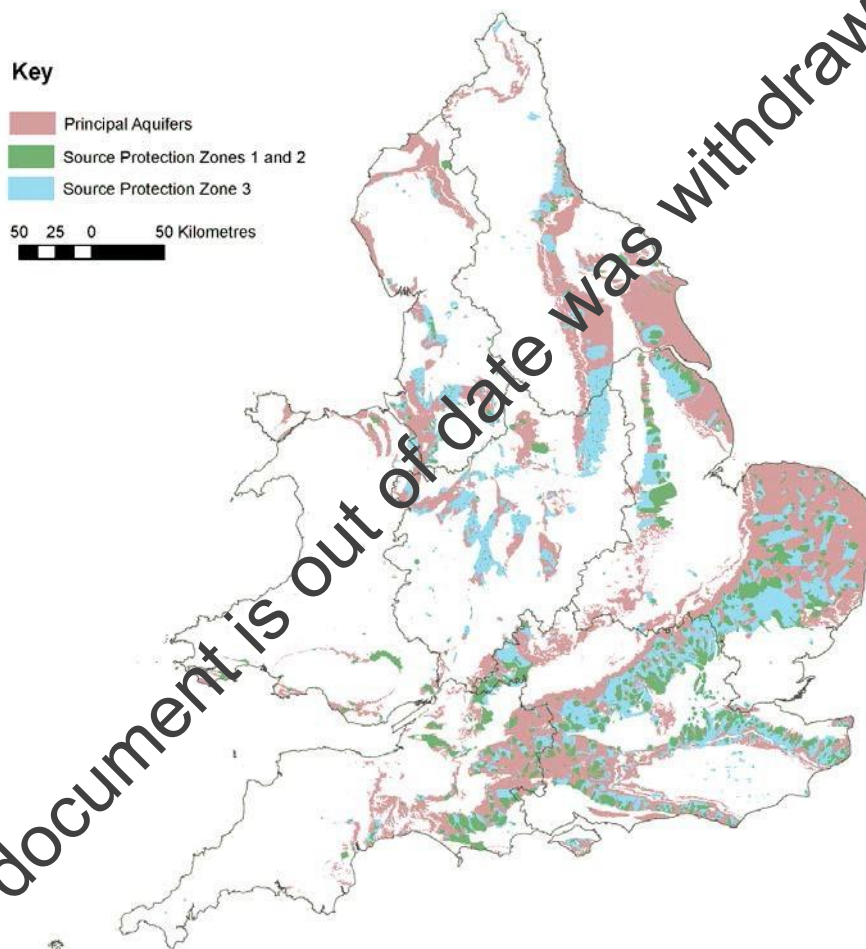 Key
Principal Aquifers
Source Protection Zones 1 and 2
Source Protection Zone 3
50 25 0 50 Kilometres
document is out of date was withdraw